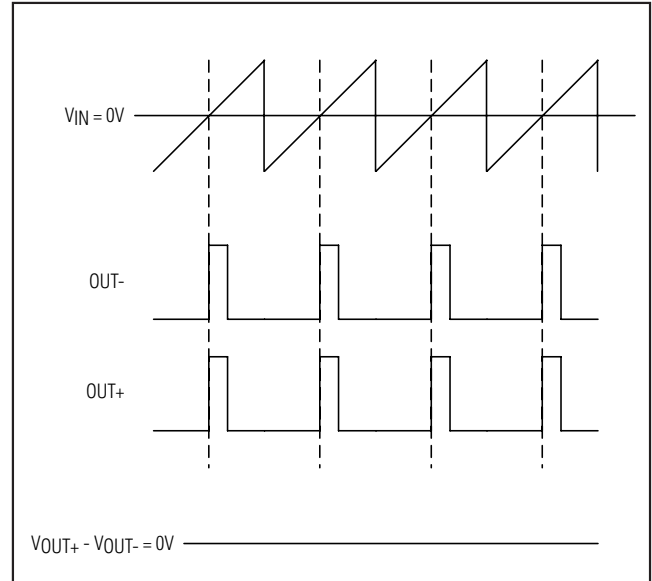 VIN = 0V
OUT-
OUT+
VOUT+ - VOUT- = 0V